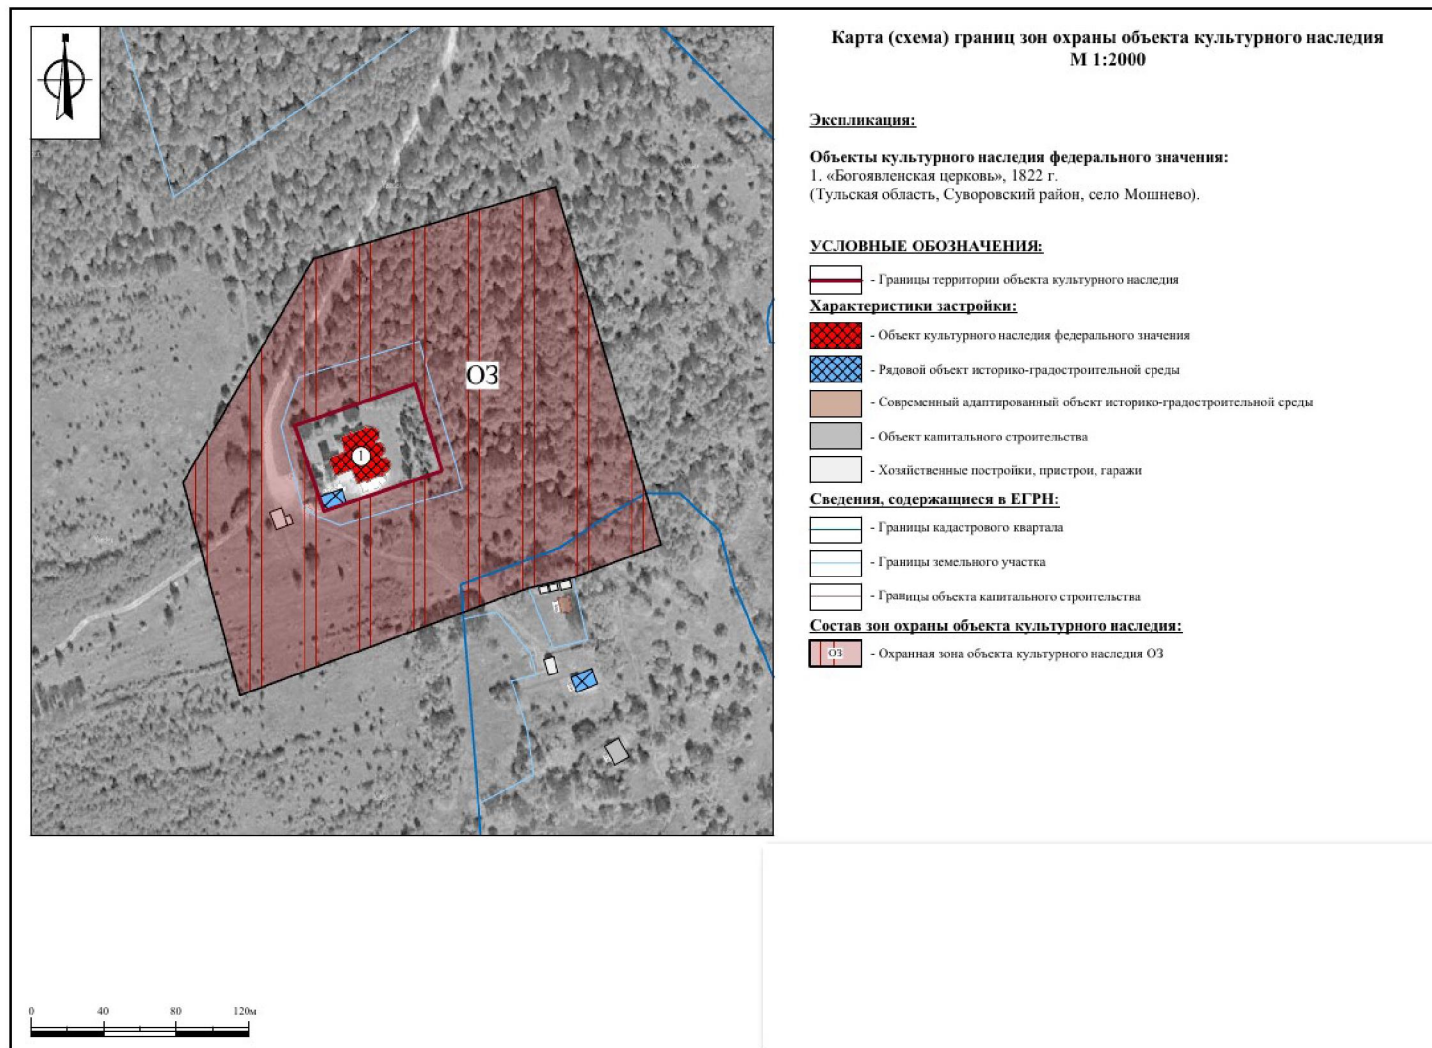 Карта (схема) границ зон охраны объекта культурного наследия
М 1:2000
Экспликация:
Объекты культурного наследия федерального значения:
1. «Богоявленская церковь», 1822 г.
(Тульская область, Суворовский район, село Мошнево).
УСЛОВНЫЕ ОБОЗНАЧЕНИЯ:
- Границы территории объекта культурного наследия
Характеристики застройки:
- Объект культурного наследия федерального значения
- Рядовой объект историко-градостроительной среды
- Современный адаптированный объект историко-градостроительной среды
- Объект капитального строительства
- Хозяйственные постройки, пристрои, гаражи
Сведения, содержащиеся в ЕГРН:
- Границы кадастрового квартала
- Границы земельного участка
- Границы объекта капитального строительства
Состав зон охраны объекта культурного наследия:
ОЗ - Охранная зона объекта культурного наследия ОЗ
ОЗ
1
0 40 80 120м